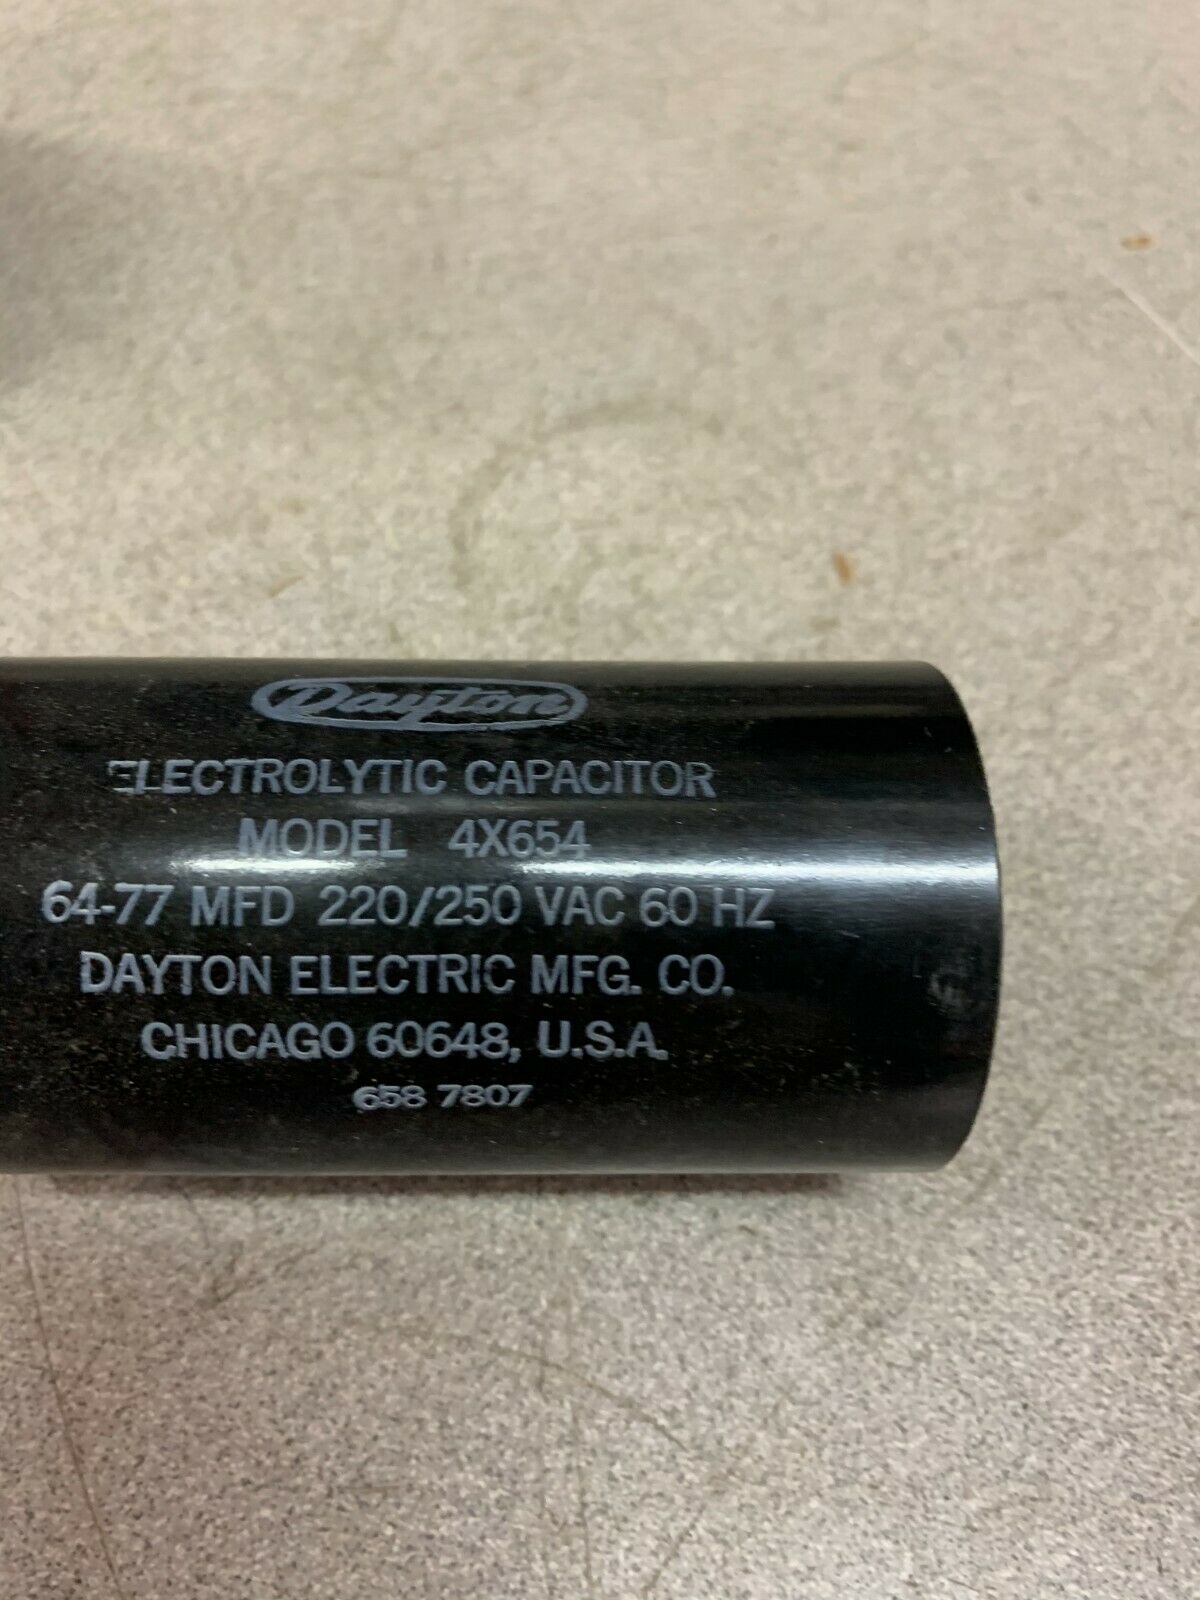 Dayton
ELECTROLYTIC CAPACITOR
MODEL 4X654
64-77 MFD 220/250 VAC 60 HZ
DAYTON ELECTRIC MFG. CO.
CHICAGO 60648, U.S.A.
658 7807